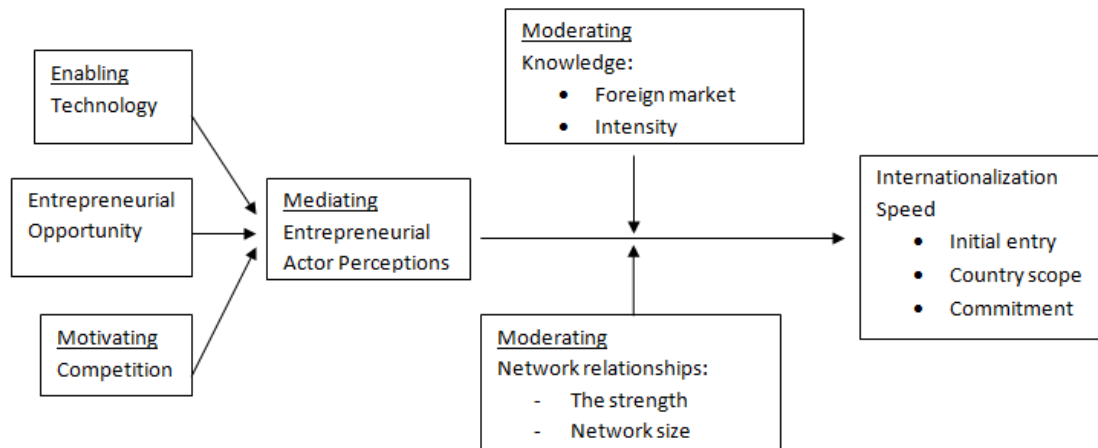 Enabling
Technology
Entrepreneurial
Opportunity
Motivating
Competition
Mediating
Entrepreneurial
Actor Perceptions
Moderating
Knowledge:
• Foreign market
• Intensity
Moderating
Network relationships:
- The strength
- Network size
Internationalization
Speed
• Initial entry
• Country scope
• Commitment